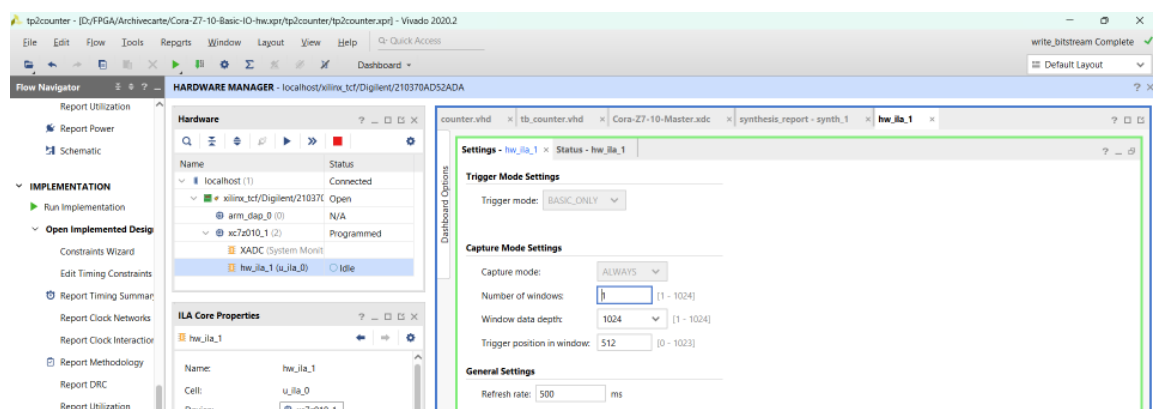 tp2counter - [D:/FPGA/Archivecarte/Cora-Z7-10-Basic-IO-hw.xpr/tp2counter/tp2counter.xpr] - Vivado 2020.2
File Edit Flow Tools Reports Window Layout View Help Q- Quick Access
write_bitstream Complete
Dashboard
Default Layout
Flow Navigator
HARDWARE MANAGER - localhost/xilinx_tcf/Digilent/210370AD52ADA
Report Utilization
Report Power
Schematic
IMPLEMENTATION
Run Implementation
Open Implemented Desig
Constraints Wizard
Edit Timing Constraints
Report Timing Summar
Report Clock Networks
Report Clock Interaction
Report Methodology
Report DRC
Report Utilization
Hardware
Name Status
localhost (1) Connected
xilinx_tcf/Digilent/21037( Open
arm_dap_0 (0) N/A
xc7z010_1 (2) Programmed
XADC (System Monit
hw_ila_1 (u_ila_0) Idle
ILA Core Properties
hw_ila_1
Name: hw_ila_1
Cell: u_ila_0
Device: xc7z010_1
counter.vhd tb_counter.vhd Cora-Z7-10-Master.xdc synthesis_report - synth_1 hw_ila_1
Dashboard Options
Settings - hw_ila_1 Status - hw_ila_1
Trigger Mode Settings
Trigger mode: BASIC_ONLY
Capture Mode Settings
Capture mode: ALWAYS
Number of windows: 1 [1 - 1024]
Window data depth: 1024 [1 - 1024]
Trigger position in window: 512 [0 - 1023]
General Settings
Refresh rate: 500 ms